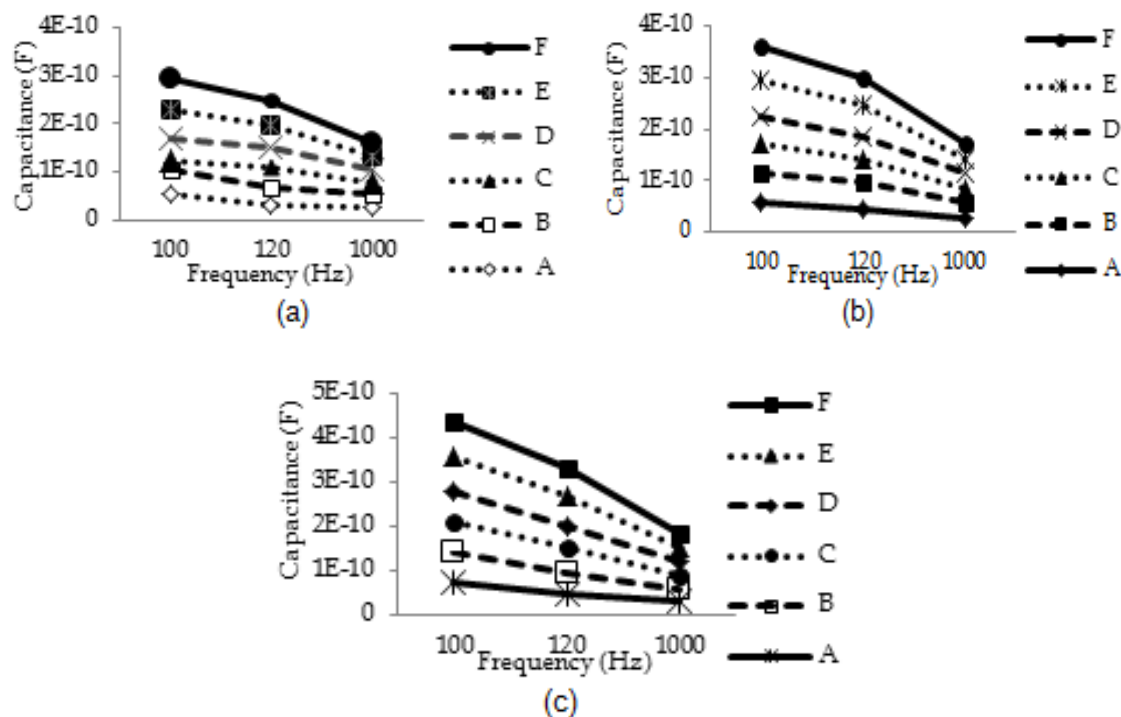 Capacitance (F)
4E-10
3E-10
2E-10
1E-10
0
100 120 1000
Frequency (Hz)
F
E
D
C
B
A
(a)
Capacitance (F)
4E-10
3E-10
2E-10
1E-10
0
100 120 1000
Frequency (Hz)
F
E
D
C
B
A
(b)
Capacitance (F)
5E-10
4E-10
3E-10
2E-10
1E-10
0
100 120 1000
Frequency (Hz)
F
E
D
C
B
A
(c)